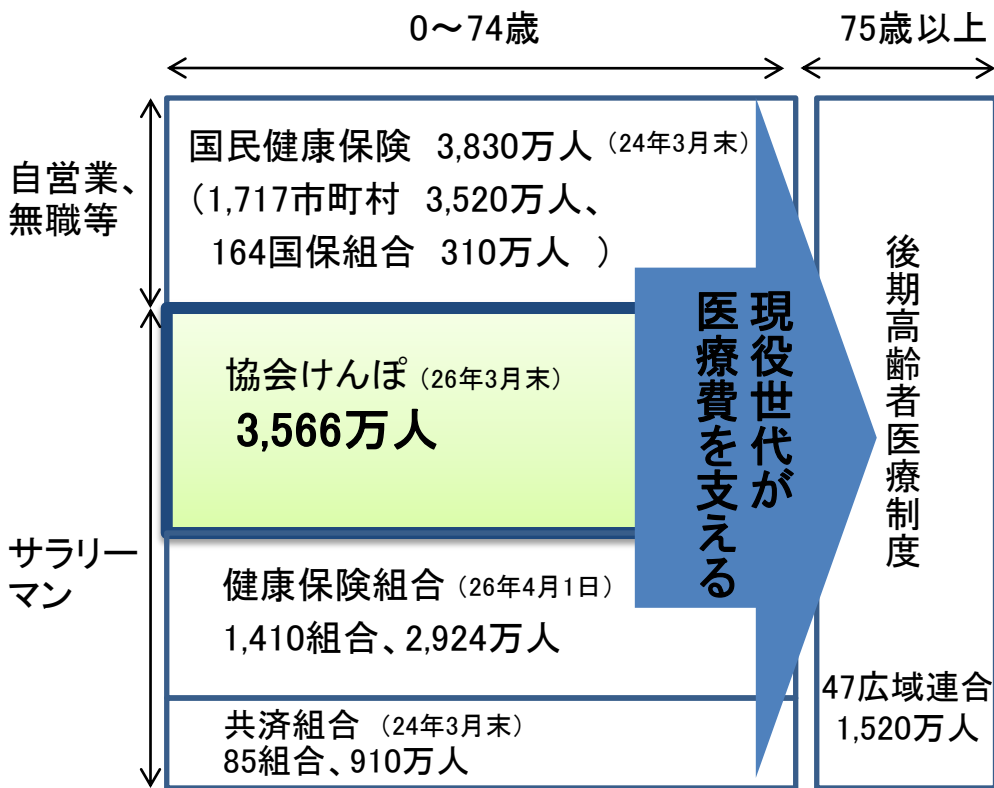 0～74歳
75歳以上
自営業、
無職等
国民健康保険 3,830万人（24年3月末）
（1,717市町村 3,520万人、
164国保組合 310万人 ）
サラリー
マン
協会けんぽ（26年3月末）
3,566万人
健康保険組合（26年4月1日）
1,410組合、2,924万人
共済組合（24年3月末）
85組合、910万人
現役世代が
医療費を支える
後期高齢者医療制度
47広域連合
1,520万人